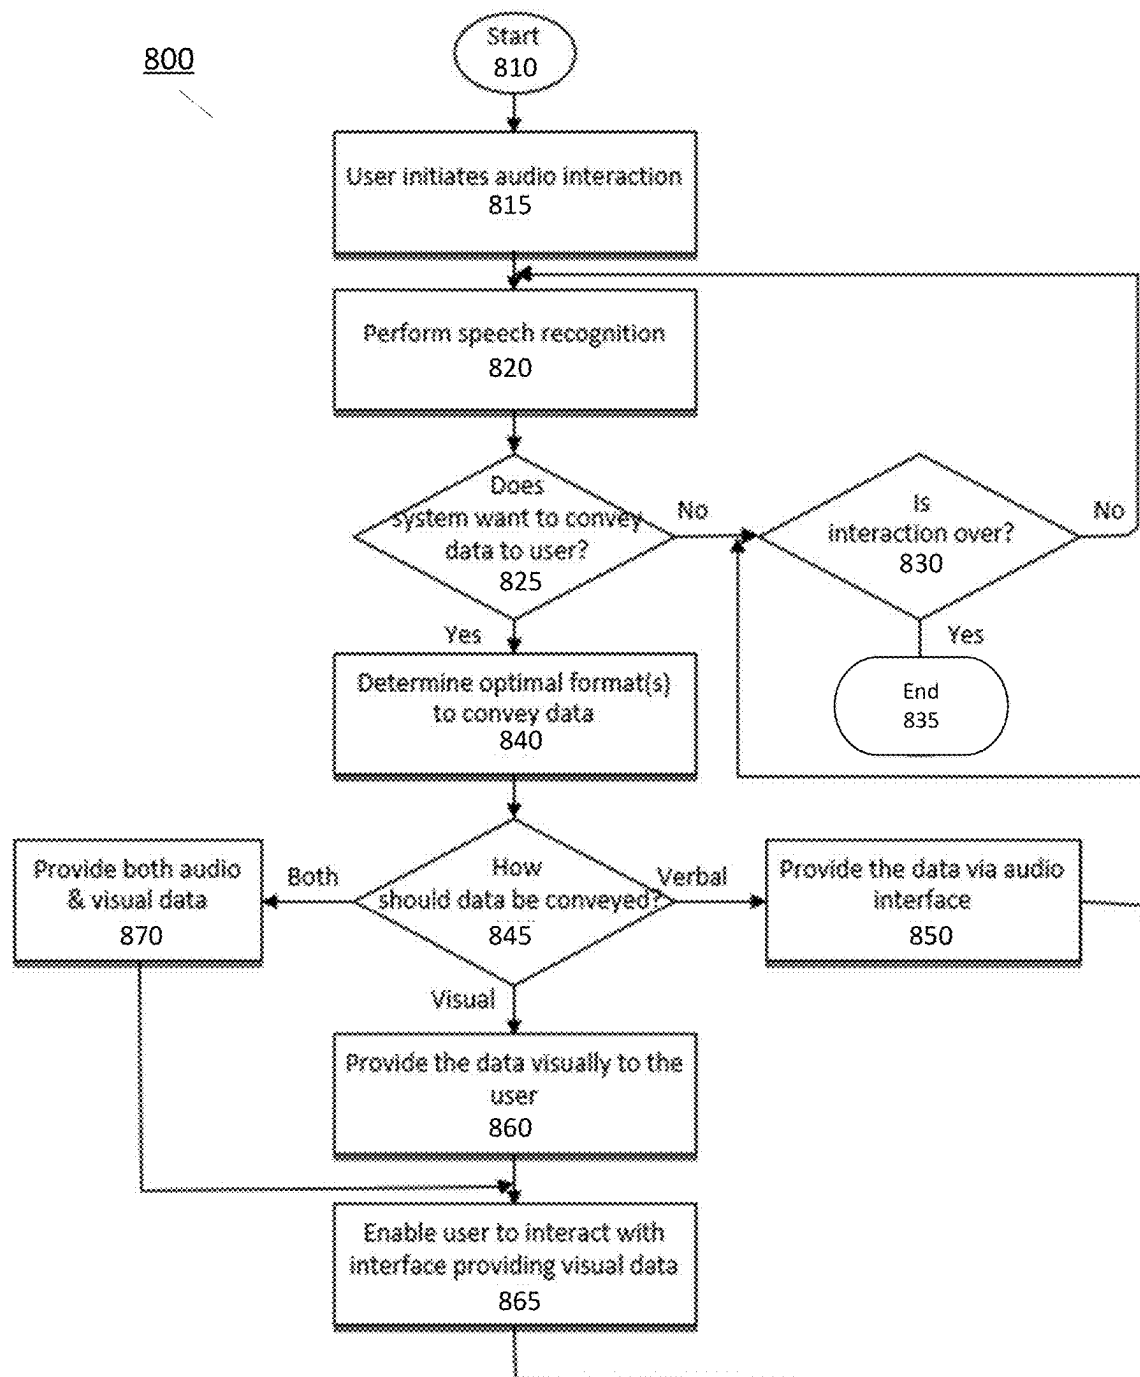 800
Start
810
User initiates audio interaction
815
Perform speech recognition
820
Does
system want to convey
data to user?
825
No
Is
interaction over?
830
No
Yes
Yes
End
835
Determine optimal format(s)
to convey data
840
How
should data be conveyed?
845
Both
Verbal
Visual
Provide both audio
& visual data
870
Provide the data via audio
interface
850
Provide the data visually to the
user
860
Enable user to interact with
interface providing visual data
865